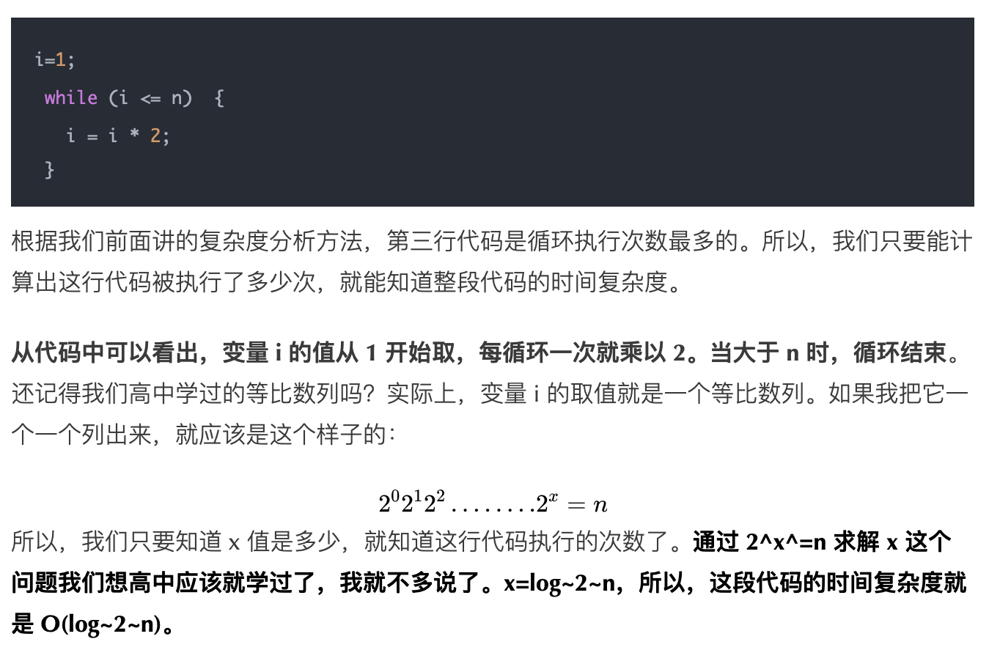 i=1;
while (i <= n)  {
i = i * 2;
}
根据我们前面讲的复杂度分析方法，第三行代码是循环执行次数最多的。所以，我们只要能计
算出这行代码被执行了多少次，就能知道整段代码的时间复杂度。
从代码中可以看出，变量 i 的值从 1 开始取，每循环一次就乘以 2。当大于 n 时，循环结束。
还记得我们高中学过的等比数列吗？实际上，变量 i 的取值就是一个等比数列。如果我把它一
个一个列出来，就应该是这个样子的：
2⁰2¹2²........2ˣ = n
所以，我们只要知道 x 值是多少，就知道这行代码执行的次数了。通过 2^x^=n 求解 x 这个
问题我们想高中应该就学过了，我就不多说了。x=log~2~n，所以，这段代码的时间复杂度就
是 O(log~2~n)。